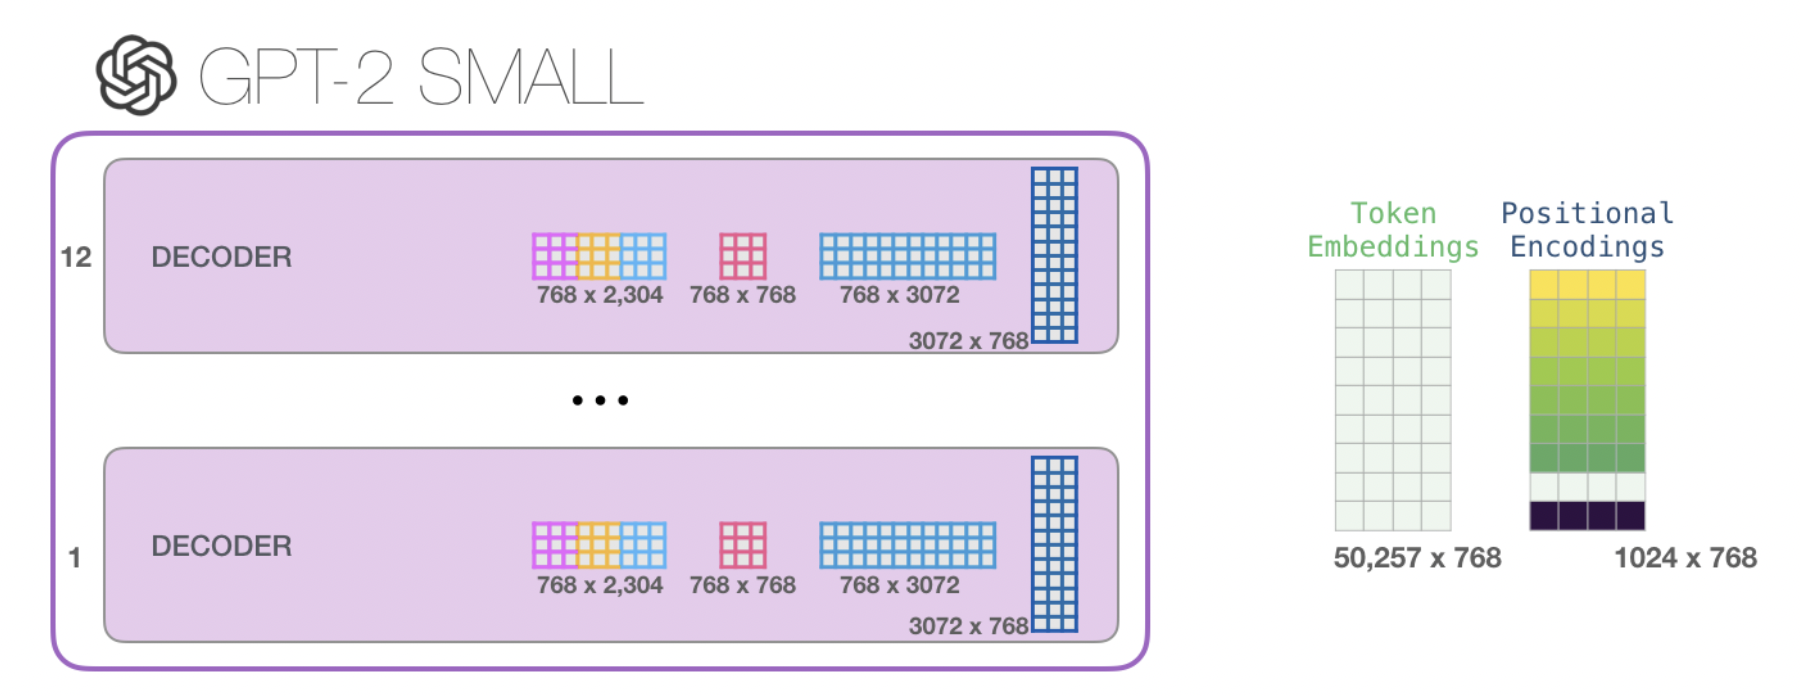 GPT-2 SMALL
12
DECODER
768 x 2,304
768 x 768
768 x 3072
3072 x 768
...
1
DECODER
768 x 2,304
768 x 768
768 x 3072
3072 x 768
Token
Embeddings
50,257 x 768
Positional
Encodings
1024 x 768